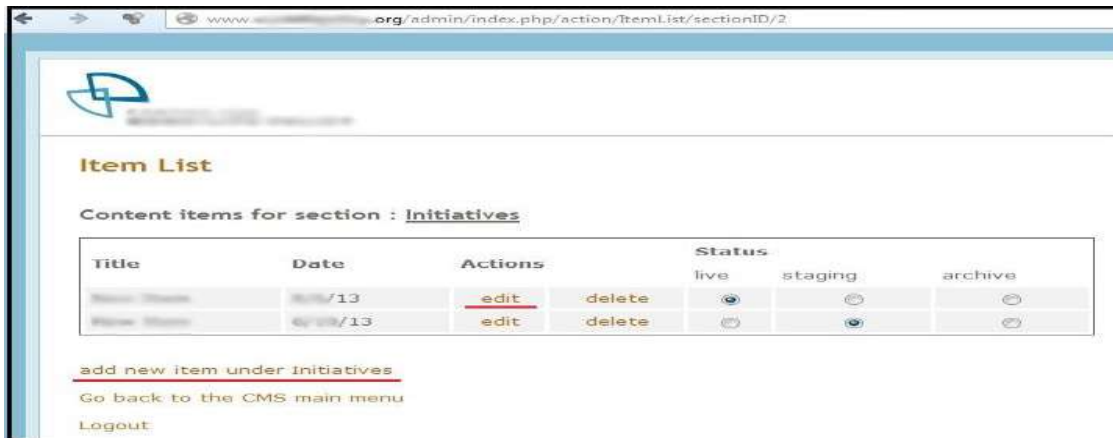 www. .org/admin/index.php/action/ItemList/sectionID/2
Item List
Content items for section : Initiatives
Title Date Actions Status
live staging archive
/13 edit delete
/13 edit delete
add new item under Initiatives
Go back to the CMS main menu
Logout